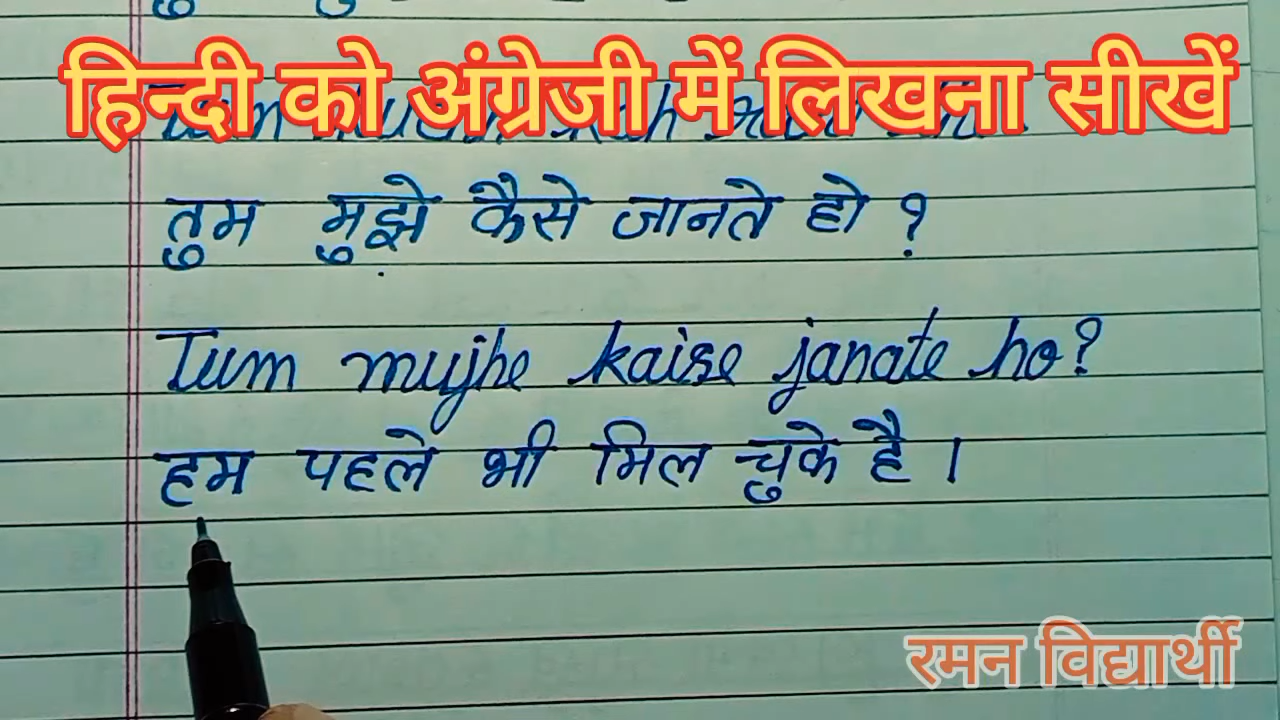 हिन्दी को अंग्रेजी में लिखना सीखें
तुम मुझे कैसे जानते हो ?
Tum mujhe kaise janate ho?
हम पहले भी मिल चुके है ।
रमन विद्यार्थी